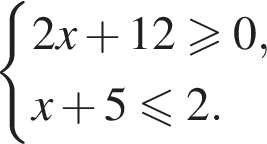 2x + 12 ⩾ 0,
x + 5 ⩽ 2.